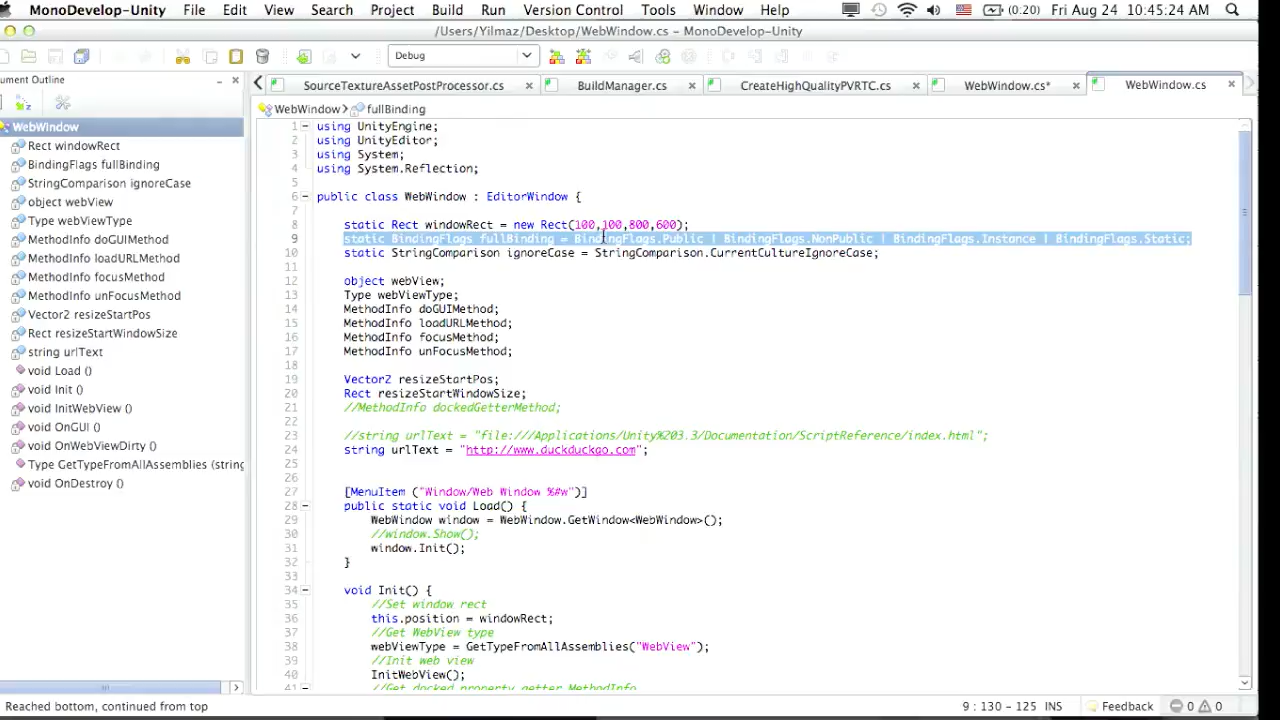 MonoDevelop-Unity File Edit View Search Project Build Run Version Control Tools Window Help (0:20) Fri Aug 24 10:45:24 AM
/Users/Yilmaz/Desktop/WebWindow.cs - MonoDevelop-Unity
Debug
ument Outline
SourceTextureAssetPostProcessor.cs BuildManager.cs CreateHighQualityPVRTC.cs WebWindow.cs* WebWindow.cs
WebWindow fullBinding
WebWindow
Rect windowRect
BindingFlags fullBinding
StringComparison ignoreCase
object webView
Type webViewType
MethodInfo doGUIMethod
MethodInfo loadURLMethod
MethodInfo focusMethod
MethodInfo unFocusMethod
Vector2 resizeStartPos
Rect resizeStartWindowSize
string urlText
void Load ()
void Init ()
void InitWebView ()
void OnGUI ()
void OnWebViewDirty ()
Type GetTypeFromAllAssemblies (string
void OnDestroy ()
1 using UnityEngine;
2 using UnityEditor;
3 using System;
4 using System.Reflection;
5
6 public class WebWindow : EditorWindow {
7
8 static Rect windowRect = new Rect(100,100,800,600);
9 static BindingFlags fullBinding = BindingFlags.Public | BindingFlags.NonPublic | BindingFlags.Instance | BindingFlags.Static;
10 static StringComparison ignoreCase = StringComparison.CurrentCultureIgnoreCase;
11
12 object webView;
13 Type webViewType;
14 MethodInfo doGUIMethod;
15 MethodInfo loadURLMethod;
16 MethodInfo focusMethod;
17 MethodInfo unFocusMethod;
18
19 Vector2 resizeStartPos;
20 Rect resizeStartWindowSize;
21 //MethodInfo dockedGetterMethod;
22
23 //string urlText = "file:///Applications/Unity%203.3/Documentation/ScriptReference/index.html";
24 string urlText = "http://www.duckduckgo.com";
25
26
27 [MenuItem ("Window/Web Window %#w")]
28 public static void Load() {
29 WebWindow window = WebWindow.GetWindow<WebWindow>();
30 //window.Show();
31 window.Init();
32 }
33
34 void Init() {
35 //Set window rect
36 this.position = windowRect;
37 //Get WebView type
38 webViewType = GetTypeFromAllAssemblies("WebView");
39 //Init web view
40 InitWebView();
41 //Get docked property getter MethodInfo
Reached bottom, continued from top 9 : 130 - 125 INS Feedback 0 0